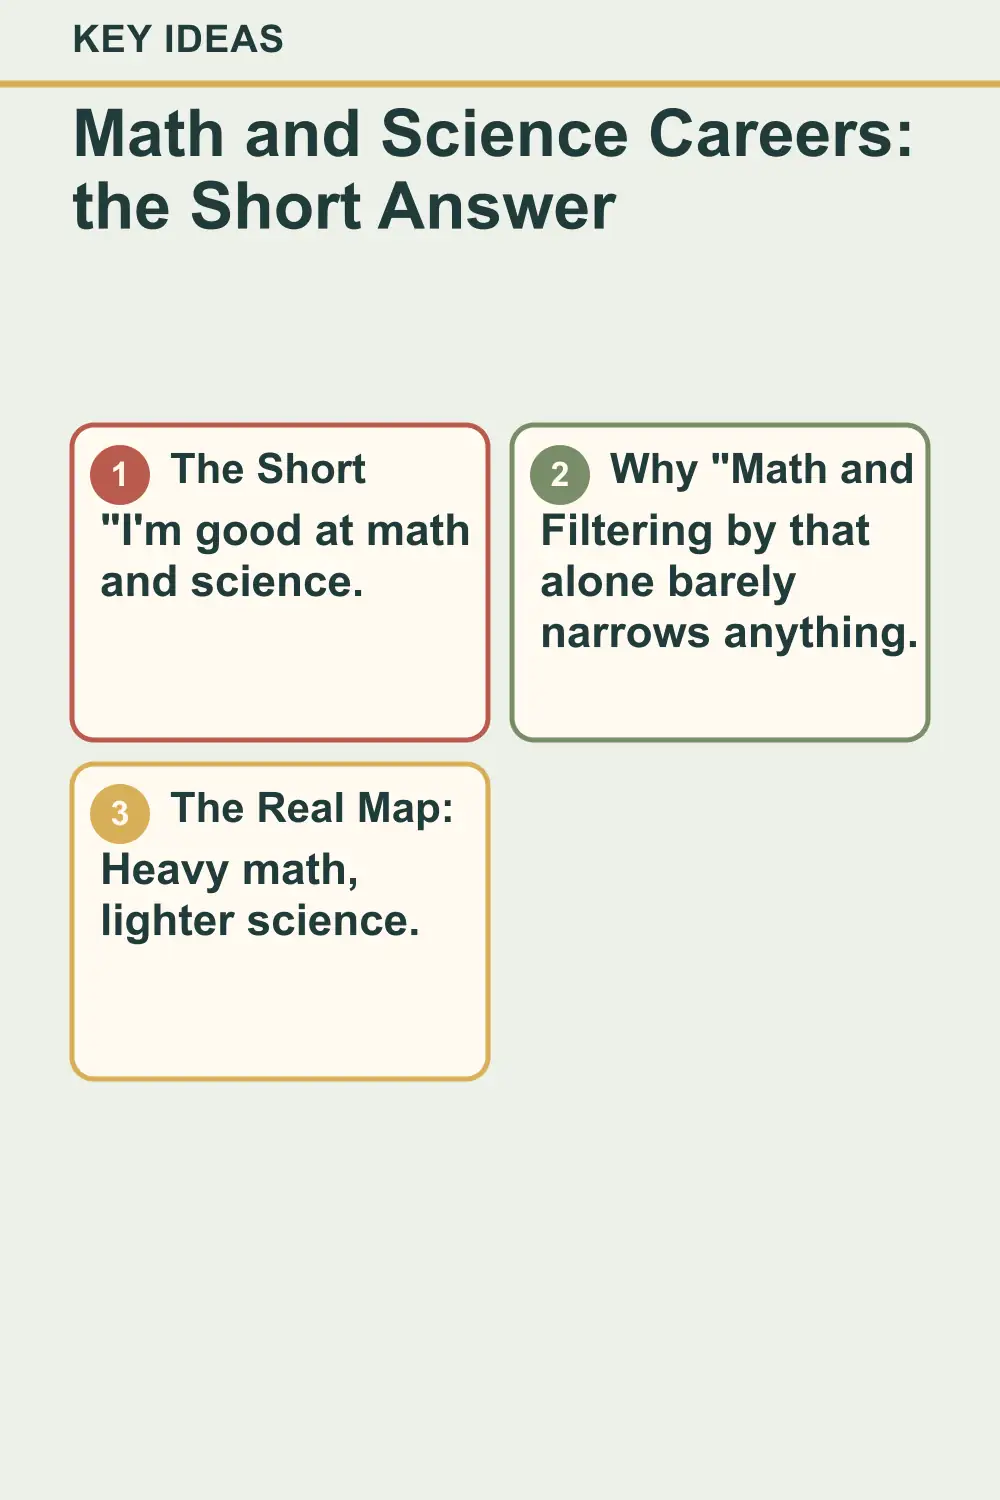 KEY IDEAS
Math and Science Careers:
the Short Answer
1 The Short
"I'm good at math
and science.
2 Why "Math and
Filtering by that
alone barely
narrows anything.
3 The Real Map:
Heavy math,
lighter science.